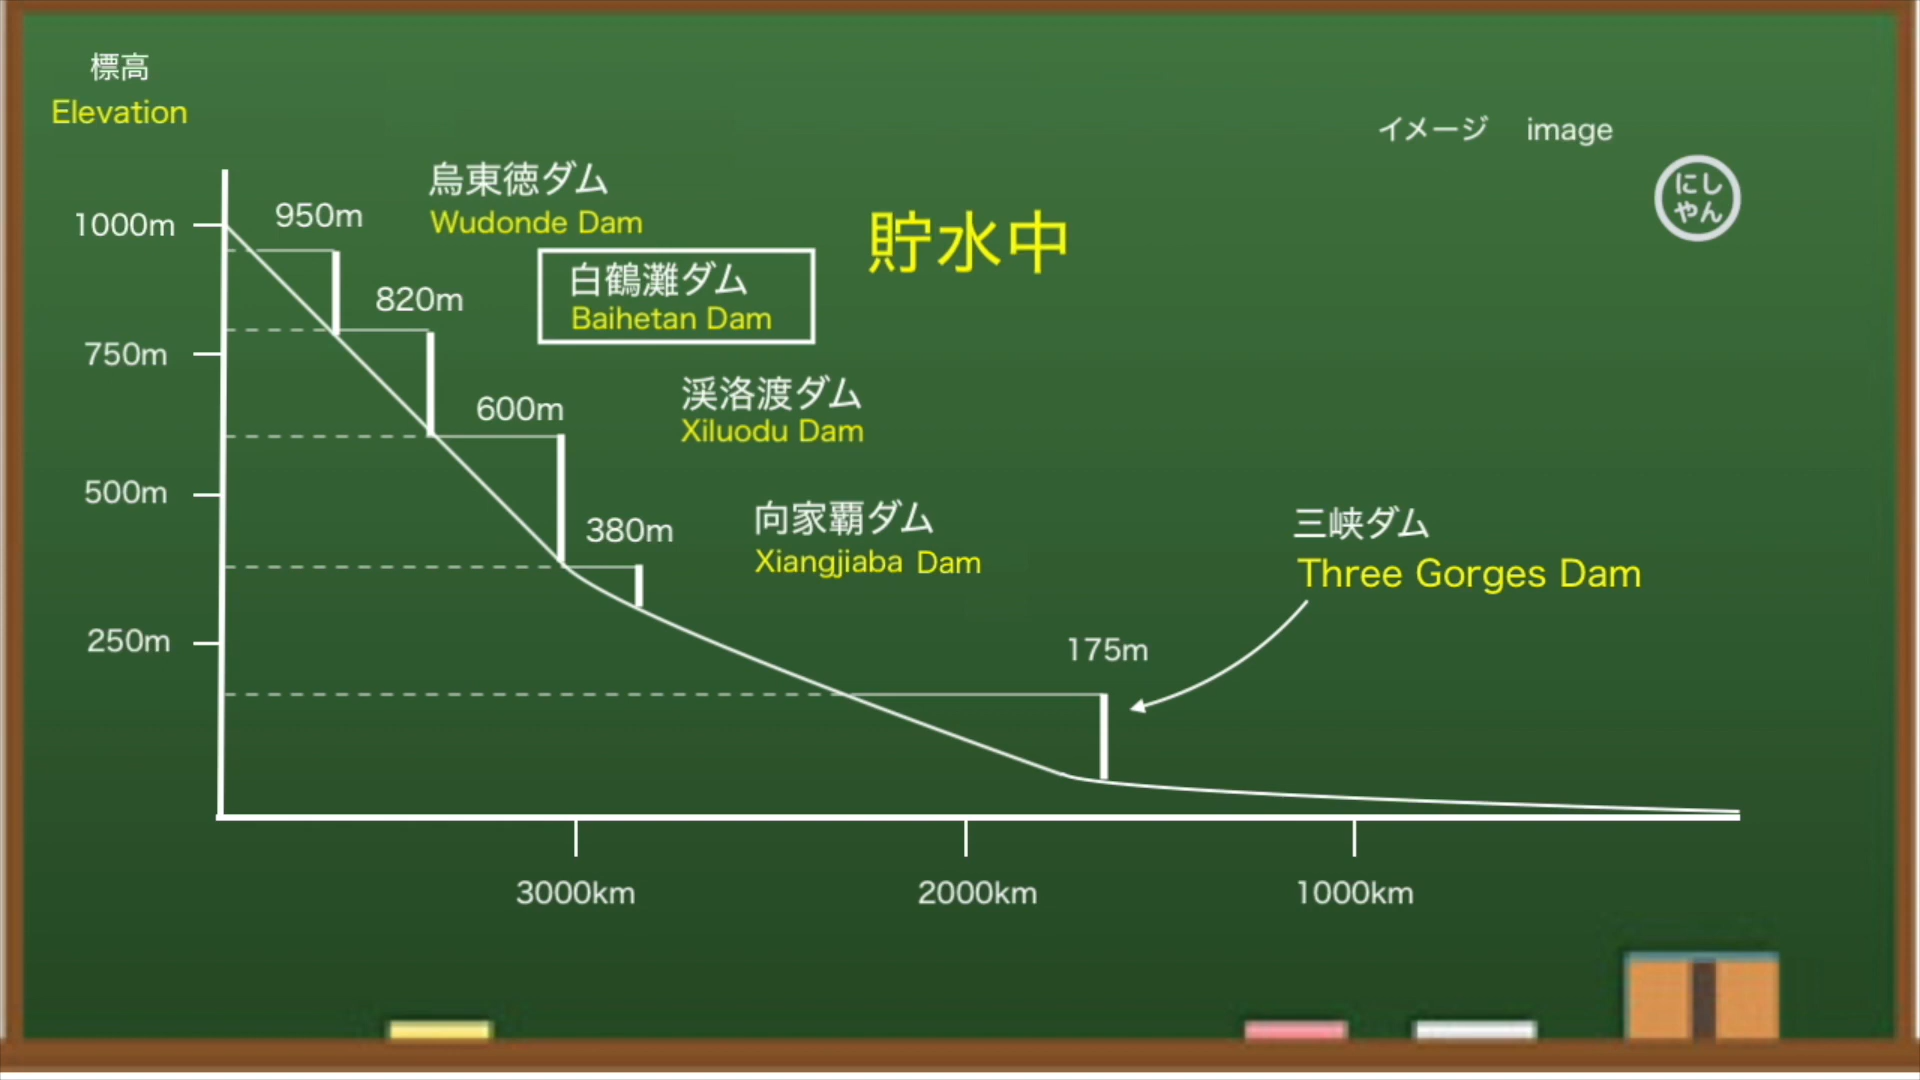 標高
Elevation
イメージ image
にし
やん
烏東徳ダム
Wudonde Dam
950m
1000m
貯水中
白鶴灘ダム
Baihetan Dam
820m
750m
渓洛渡ダム
Xiluodu Dam
600m
500m
向家覇ダム
Xiangjiaba Dam
380m
三峡ダム
Three Gorges Dam
250m
175m
3000km
2000km
1000km